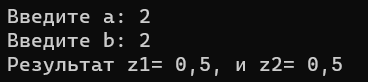 Введите a: 2
Введите b: 2
Результат z1= 0,5, и z2= 0,5